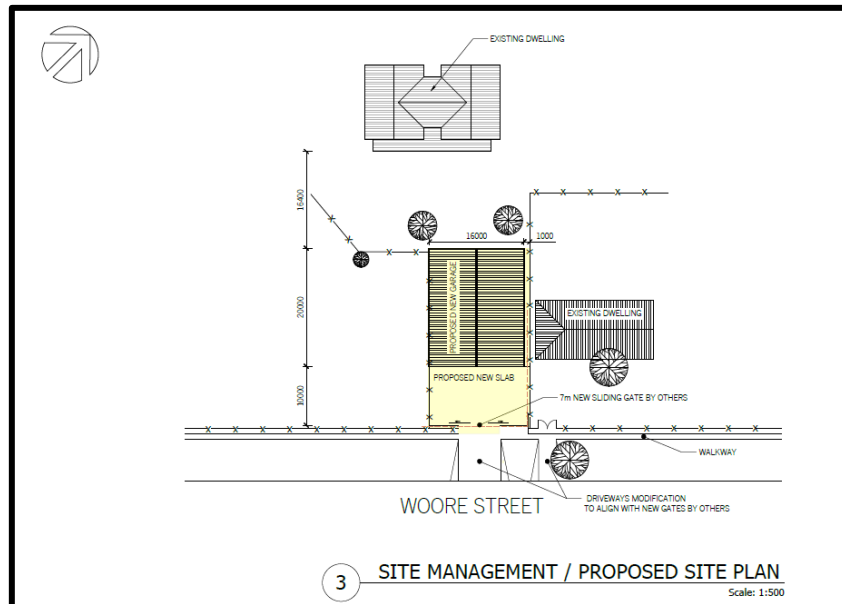 EXISTING DWELLING
16400
16000
1000
PROPOSED NEW GARAGE
20000
EXISTING DWELLING
PROPOSED NEW SLAB
10000
7m NEW SLIDING GATE BY OTHERS
WALKWAY
WOORE STREET
DRIVEWAYS MODIFICATION
TO ALIGN WITH NEW GATES BY OTHERS
3
SITE MANAGEMENT / PROPOSED SITE PLAN
Scale: 1:500